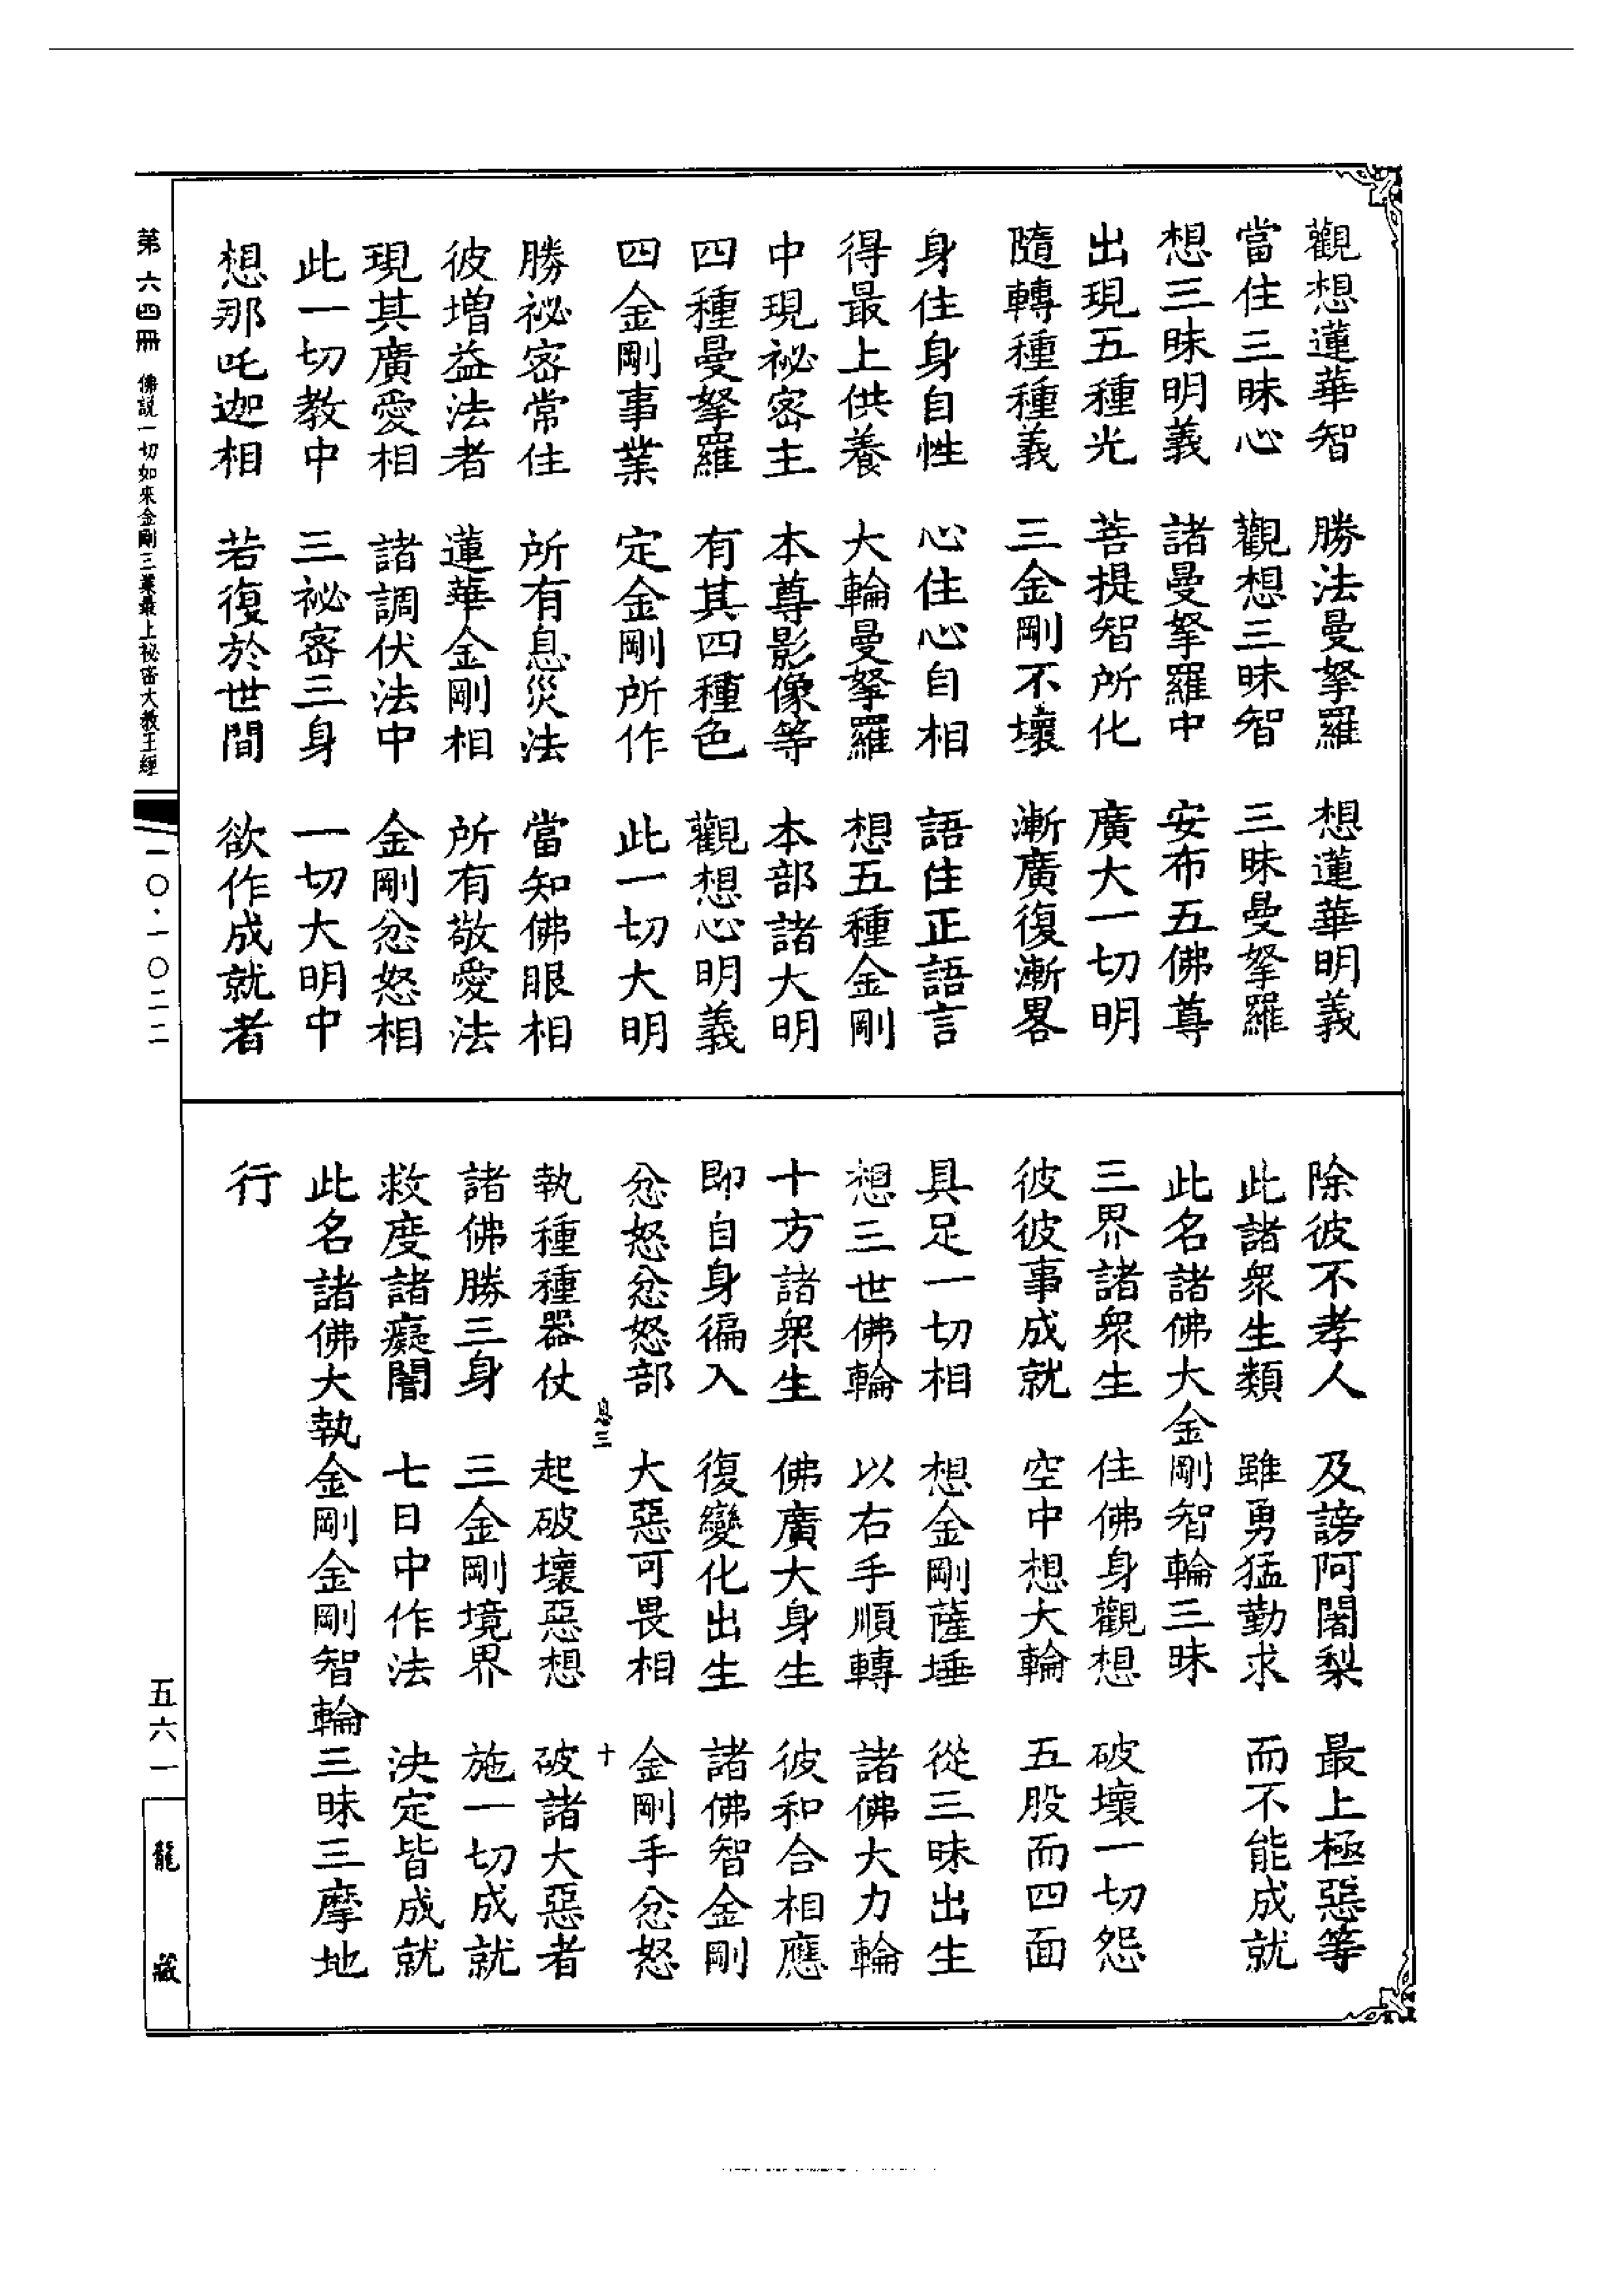 觀想蓮華智　勝法曼拏羅　想蓮華明義
當住三昧心　觀想三昧智　三昧曼拏羅
想三昧明義　諸曼拏羅中　安布五佛尊
出現五種光　菩提智所化　廣大一切明
隨轉種種義　三金剛不壞　漸廣復漸畧
身住身自性　心住心自相　語住正語言
得最上供養　大輪曼拏羅　想五種金剛
中現祕密主　本尊影像等　本部諸大明
四種曼拏羅　有其四種色　觀想心明義
四金剛事業　定金剛所作　此一切大明
勝祕密常住　所有息災法　當知佛眼相
彼增益法者　蓮華金剛相　所有敬愛法
現其廣愛相　諸調伏法中　金剛忿怒相
此一切教中　三祕密三身　一切大明中
想那吒迦相　若復於世間　欲作成就者
除彼不孝人　及謗阿闍梨　最上極惡等
此諸衆生類　雖勇猛勤求　而不能成就
此名諸佛大金剛智輪三昧
三界諸衆生　住佛身觀想　破壞一切怨
彼彼事成就　空中想大輪　五股而四面
具足一切相　想金剛薩埵　從三昧出生
想三世佛輪　以右手順轉　諸佛大力輪
十方諸衆生　佛廣大身生　彼和合相應
即自身徧入　復變化出生　諸佛智金剛
忿怒忿怒部　大惡可畏相　金剛手忿怒
息三　十
執種種器仗　起破壞惡想　破諸大惡者
諸佛勝三身　三金剛境界　施一切成就
救度諸癡闇　七日中作法　決定皆成就
此名諸佛大執金剛金剛智輪三昧三摩地
行
第六四冊　佛説一切如來金剛三業最上祕密大教王經
一〇·一〇二二
五六一
龍藏